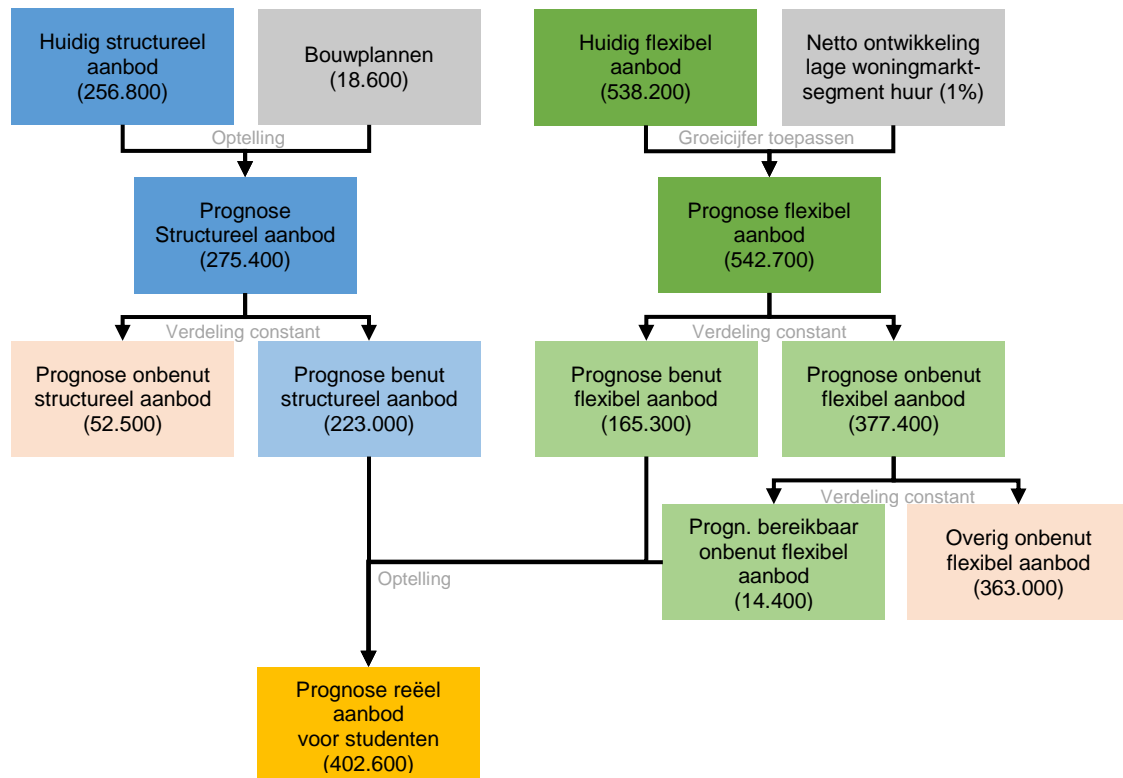 Huidig structureel
aanbod
(256.800)
Bouwplannen
(18.600)
Huidig flexibel
aanbod
(538.200)
Netto ontwikkeling
lage woningmarkt-
segment huur (1%)
Optelling
Groeicijfer toepassen
Prognose
Structureel aanbod
(275.400)
Prognose flexibel
aanbod
(542.700)
Verdeling constant
Verdeling constant
Prognose onbenut
structureel aanbod
(52.500)
Prognose benut
structureel aanbod
(223.000)
Prognose benut
flexibel aanbod
(165.300)
Prognose onbenut
flexibel aanbod
(377.400)
Verdeling constant
Progn. bereikbaar
onbenut flexibel
aanbod
(14.400)
Overig onbenut
flexibel aanbod
(363.000)
Optelling
Prognose reëel
aanbod
voor studenten
(402.600)